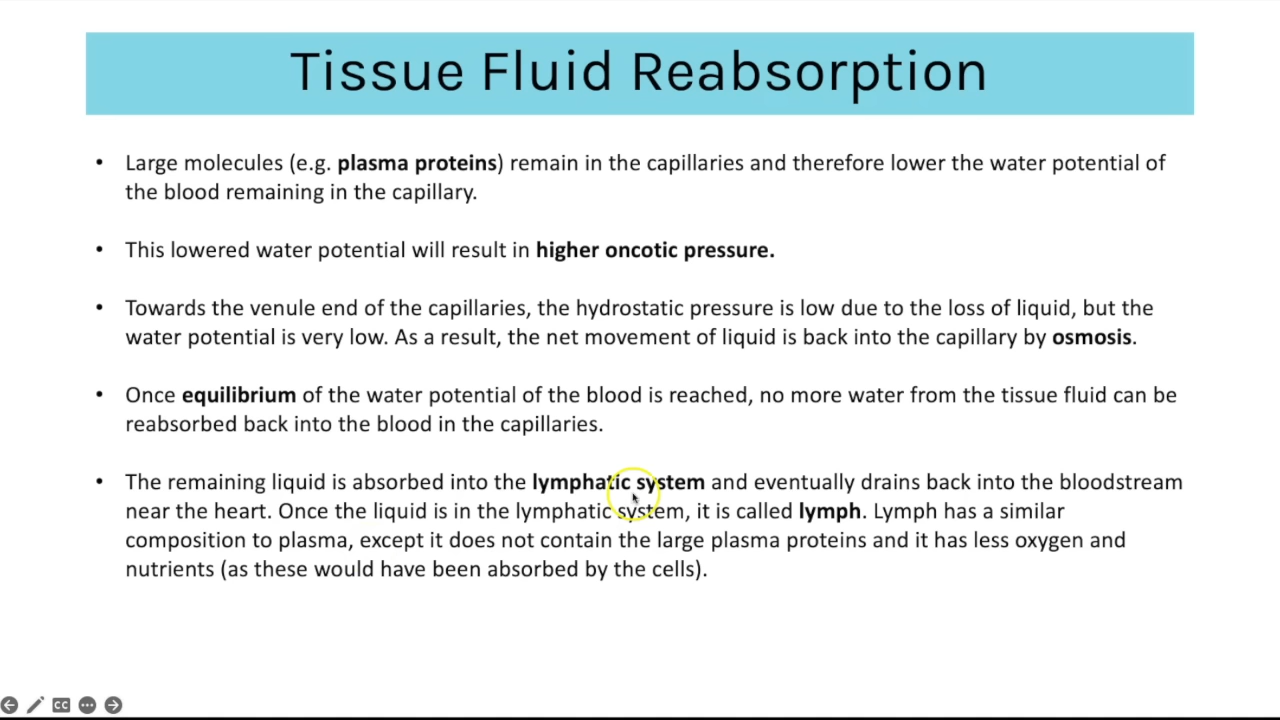 Tissue Fluid Reabsorption
• Large molecules (e.g. plasma proteins) remain in the capillaries and therefore lower the water potential of
the blood remaining in the capillary.
• This lowered water potential will result in higher oncotic pressure.
• Towards the venule end of the capillaries, the hydrostatic pressure is low due to the loss of liquid, but the
water potential is very low. As a result, the net movement of liquid is back into the capillary by osmosis.
• Once equilibrium of the water potential of the blood is reached, no more water from the tissue fluid can be
reabsorbed back into the blood in the capillaries.
• The remaining liquid is absorbed into the lymphatic system and eventually drains back into the bloodstream
near the heart. Once the liquid is in the lymphatic system, it is called lymph. Lymph has a similar
composition to plasma, except it does not contain the large plasma proteins and it has less oxygen and
nutrients (as these would have been absorbed by the cells).
CC